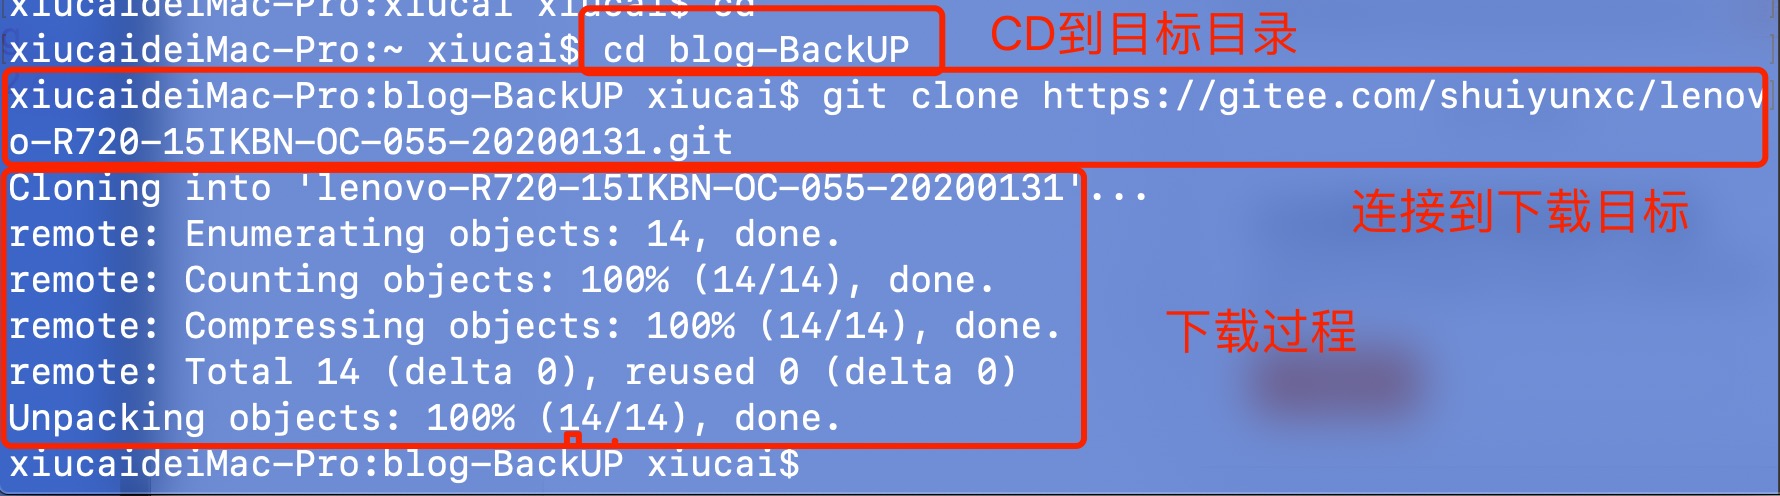 xiucaideiMac-Pro:xiucai xiucai$ cd
xiucaideiMac-Pro:~ xiucai$ cd blog-BackUP
CD到目标目录
xiucaideiMac-Pro:blog-BackUP xiucai$ git clone https://gitee.com/shuiyunxc/lenov
o-R720-15IKBN-OC-055-20200131.git
Cloning into 'lenovo-R720-15IKBN-OC-055-20200131'...
连接到下载目标
remote: Enumerating objects: 14, done.
remote: Counting objects: 100% (14/14), done.
remote: Compressing objects: 100% (14/14), done.
下载过程
remote: Total 14 (delta 0), reused 0 (delta 0)
Unpacking objects: 100% (14/14), done.
xiucaideiMac-Pro:blog-BackUP xiucai$